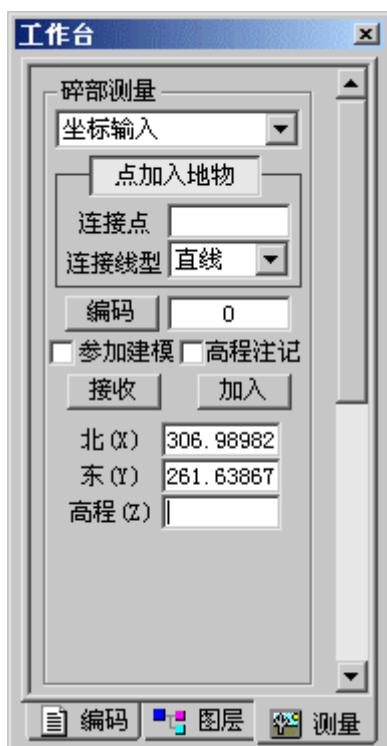 工作台
碎部测量
坐标输入
点加入地物
连接点
连接线型 直线
编码 0
参加建模 高程注记
接收 加入
北(X) 306.98982
东(Y) 261.63867
高程(Z)
编码 图层 测量